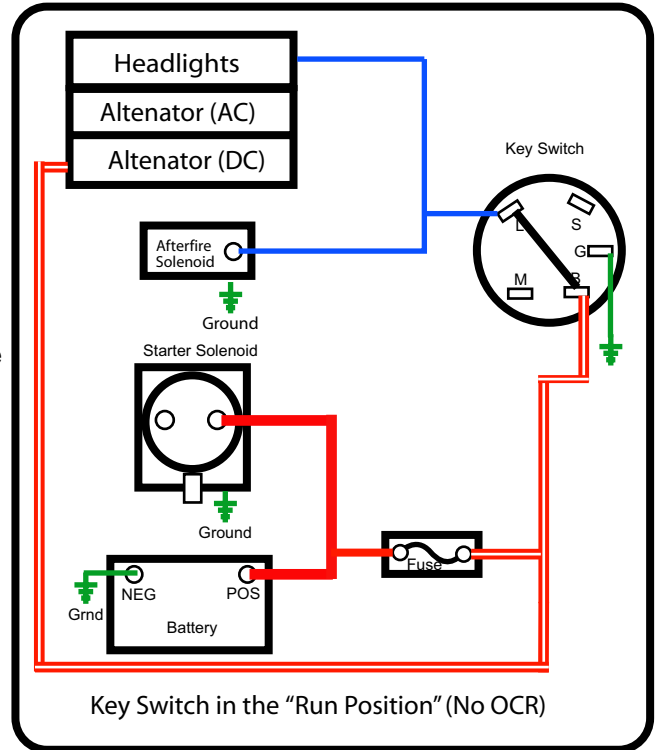 Headlights
Altenator (AC)
Altenator (DC)
Key Switch
L
S
G
M
B
Afterfire
Solenoid
Ground
Starter Solenoid
Ground
Fuse
NEG
POS
Grnd
Battery
Key Switch in the “Run Position” (No OCR)
e